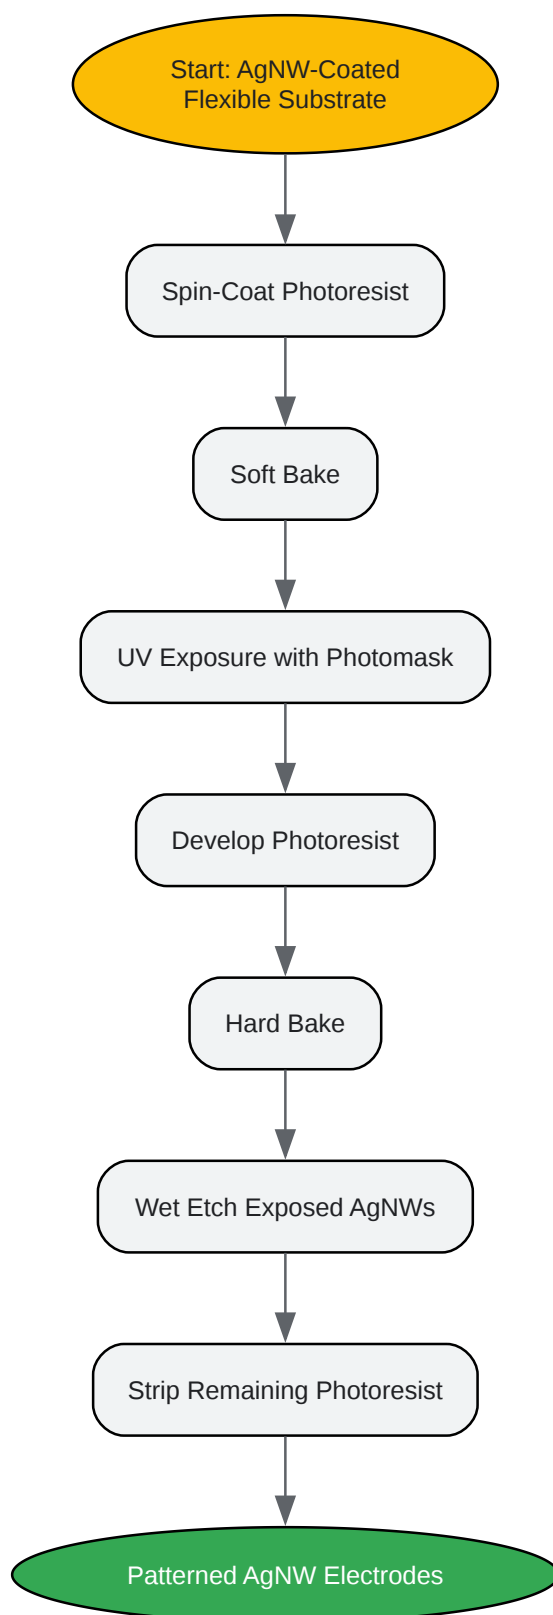 Start: AgNW-Coated
Flexible Substrate
Spin-Coat Photoresist
Soft Bake
UV Exposure with Photomask
Develop Photoresist
Hard Bake
Wet Etch Exposed AgNWs
Strip Remaining Photoresist
Patterned AgNW Electrodes